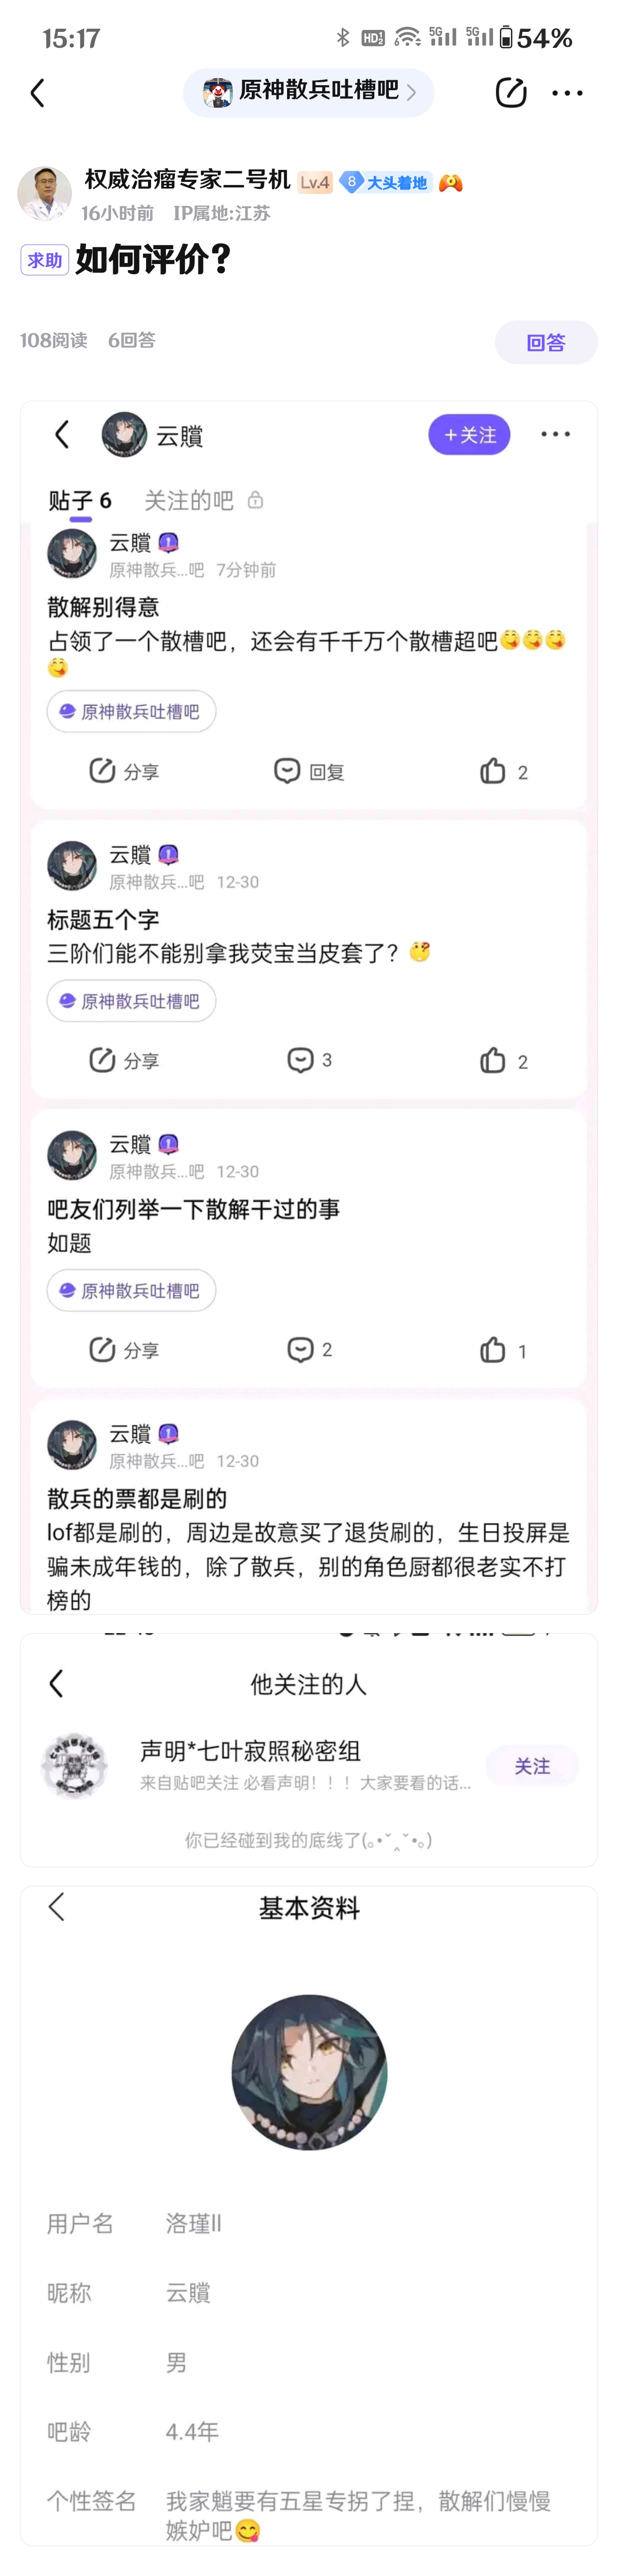 15:17
HD 5G 5G 54%
原神散兵吐槽吧
权威治瘤专家二号机 Lv.4 8 大头着地
16小时前 IP属地:江苏
求助 如何评价？
108阅读 6回答
回答
云贘
+关注
贴子 6 关注的吧
云贘 1
原神散兵...吧 7分钟前
散解别得意
占领了一个散槽吧，还会有千千万个散槽超吧😋😋😋
😋
原神散兵吐槽吧
分享 回复 2
云贘 1
原神散兵...吧 12-30
标题五个字
三阶们能不能别拿我荧宝当皮套了？
原神散兵吐槽吧
分享 3 2
云贘 1
原神散兵...吧 12-30
吧友们列举一下散解干过的事
如题
原神散兵吐槽吧
分享 2 1
云贘 1
原神散兵...吧 12-30
散兵的票都是刷的
lof都是刷的，周边是故意买了退货刷的，生日投屏是
骗未成年钱的，除了散兵，别的角色厨都很老实不打
榜的
他关注的人
声明*七叶寂照秘密组
来自贴吧关注 必看声明！！！大家要看的话...
关注
你已经碰到我的底线了(｡•ˇ‸ˇ•｡)
基本资料
用户名 洛瑾II
昵称 云贘
性别 男
吧龄 4.4年
个性签名 我家魈要有五星专拐了捏，散解们慢慢
嫉妒吧😋